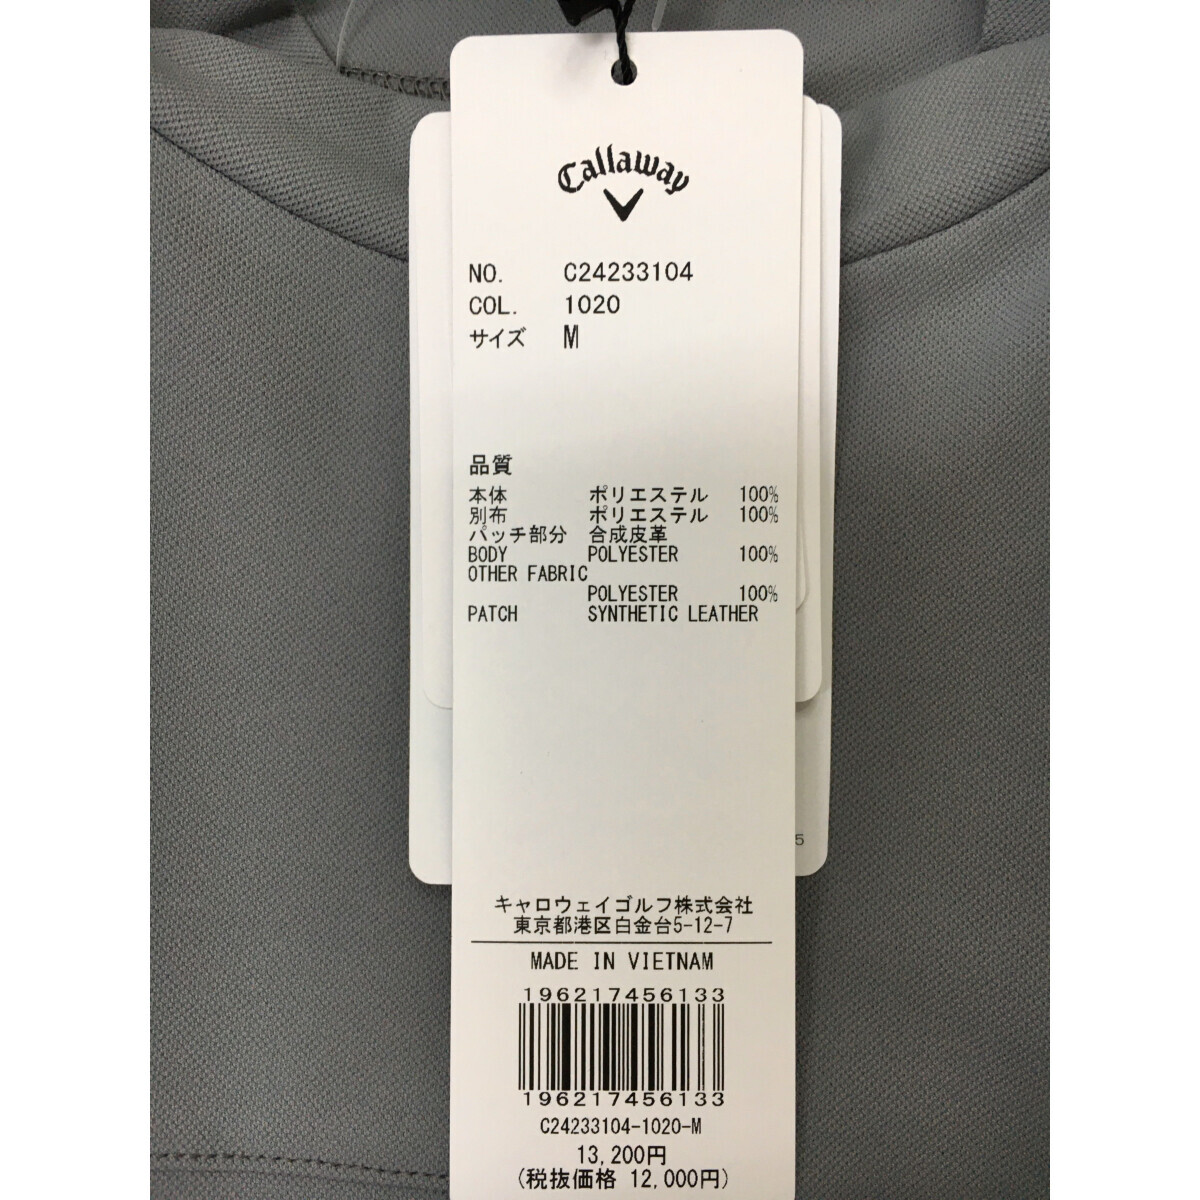 Callaway
NO. C24233104
COL. 1020
サイズ M
品質
本体 ポリエステル 100%
別布 ポリエステル 100%
パッチ部分 合成皮革
BODY POLYESTER 100%
OTHER FABRIC
POLYESTER 100%
PATCH SYNTHETIC LEATHER
5
キャロウェイゴルフ株式会社
東京都港区白金台5-12-7
MADE IN VIETNAM
196217456133
196217456133
C24233104-1020-M
13,200円
(税抜価格 12,000円)